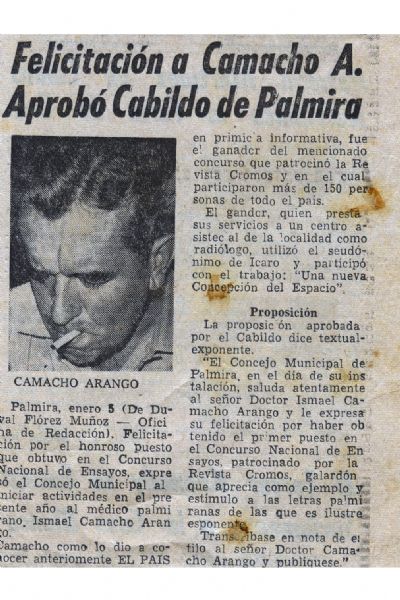 Felicitación a Camacho A.
Aprobó Cabildo de Palmira
CAMACHO ARANGO
Palmira, enero 5 (De Du-
val Flórez Muñoz — Ofici
na de Redacción). Felicita
ción por el honroso puesto
que obtuvo en el Concurso
Nacional de Ensayos, expre
só el Concejo Municipal al
iniciar actividades en el pre
sente año al médico palmi
rano, Ismael Camacho Aran
go.
Camacho como lo dio a co-
nocer anteriormente EL PAIS
en primicia informativa, fue
el ganador del mencionado
concurso que patrocinó la Re
vista Cromos y en el cual
participaron más de 150 per
sonas de todo el país.
El gandor, quien presta
sus servicios a un centro a
sistecial de la localidad como
radiólogo, utilizó el seudó-
nimo de Icaro y participó
con el trabajo: "Una nueva
Concepción del Espacio".
Proposición
La proposición aprobada
por el Cabildo dice textual-
exponente.
"El Concejo Municipal de
Palmira, en el día de su ins
talación, saluda atentamente
al señor Doctor Ismael Ca-
macho Arango y le expresa
su felicitación por haber ob
tenido el primer puesto en
el Concurso Nacional de En
sayos, patrocinado por la
Revista Cromos, galardón
que aprecia como ejemplo y
estímulo a las letras palmi
ranas de las que es ilustre
exponente.
Transcríbase en nota de es
tilo al señor Doctor Cama-
cho Arango y publíquese."